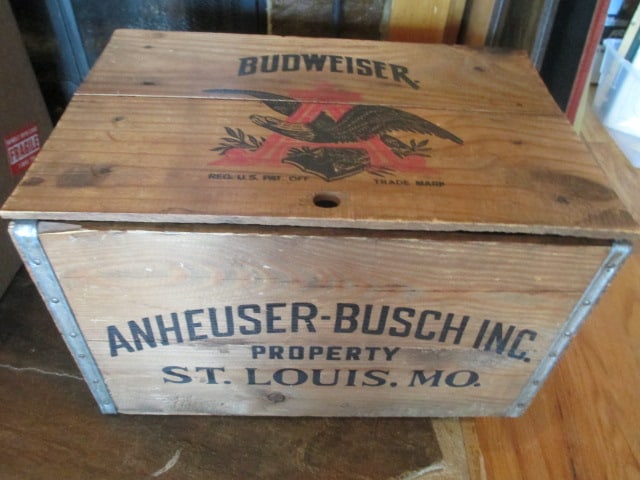 BUDWEISER.
REG. U.S. PAT. OFF. TRADE MARK
ANHEUSER-BUSCH INC.
PROPERTY
ST. LOUIS. MO.
FRAGILE